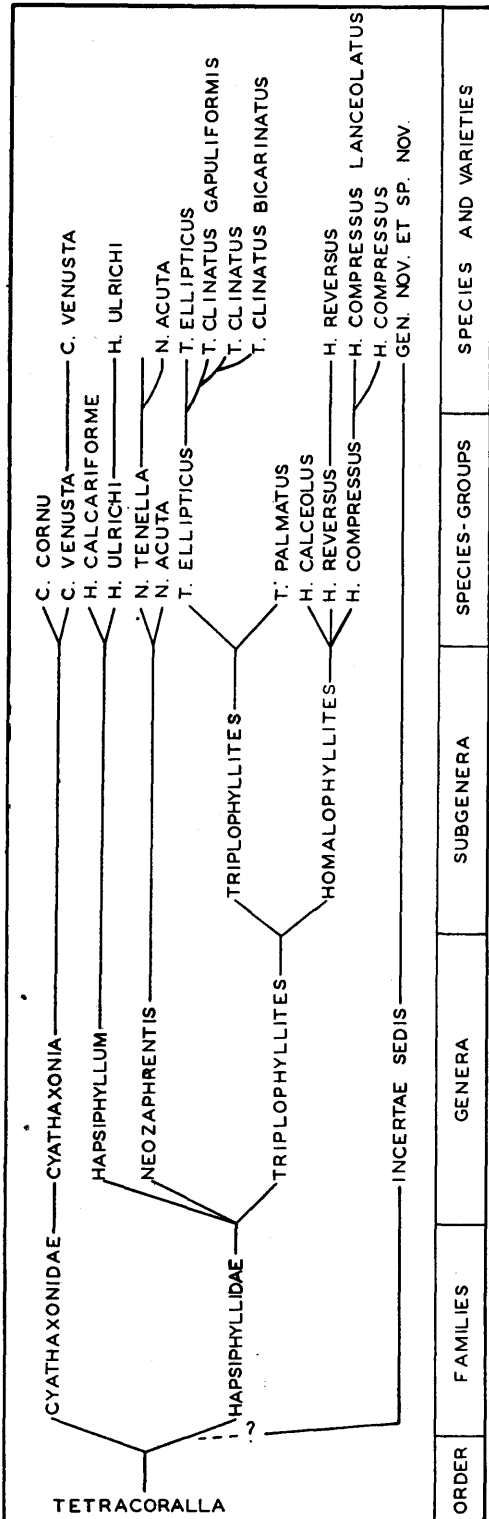 TETRACORALLA
CYATHAXONIDAE
HAPSIPHYLLIDAE
?
CYATHAXONIA
HAPSIPHYLLUM
NEOZAPHRENTIS
TRIPLOPHYLLITES
INCERTAE SEDIS
TRIPLOPHYLLITES
HOMALOPHYLLITES
C. CORNU
C. VENUSTA
H. CALCARIFORME
H. ULRICHI
N. TENELLA
N. ACUTA
T. ELLIPTICUS
T. PALMATUS
H. CALCEOLUS
H. REVERSUS
H. COMPRESSUS
C. VENUSTA
H. ULRICHI
N. ACUTA
T. ELLIPTICUS
T. CLINATUS GAPULIFORMIS
T. CLINATUS
T. CLINATUS BICARINATUS
H. REVERSUS
H. COMPRESSUS LANCEOLATUS
H. COMPRESSUS
GEN. NOV. ET SP. NOV.
ORDER
FAMILIES
GENERA
SUBGENERA
SPECIES-GROUPS
SPECIES AND VARIETIES